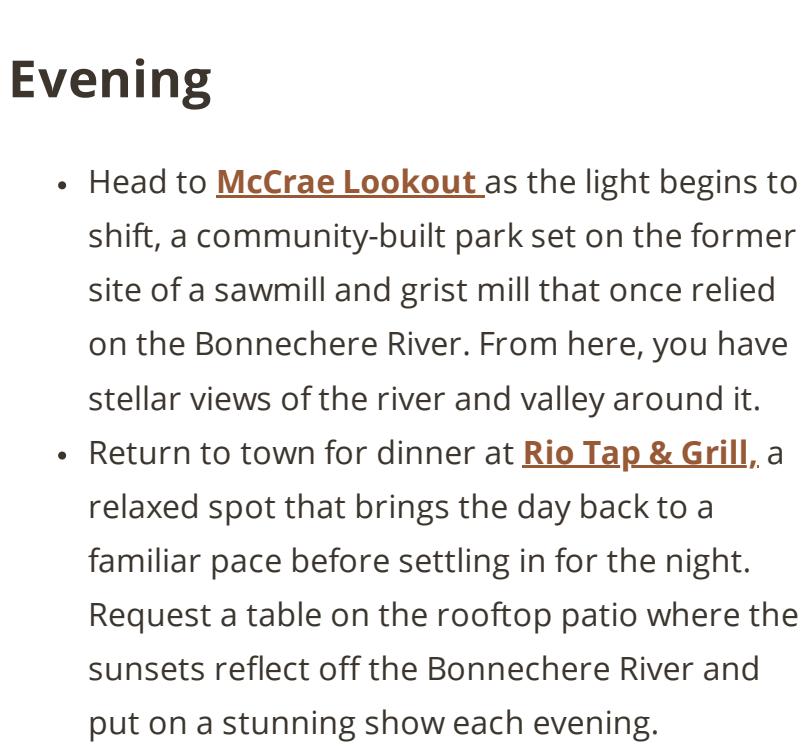 Evening
• Head to McCrae Lookout as the light begins to
shift, a community-built park set on the former
site of a sawmill and grist mill that once relied
on the Bonnechere River. From here, you have
stellar views of the river and valley around it.
• Return to town for dinner at Rio Tap & Grill, a
relaxed spot that brings the day back to a
familiar pace before settling in for the night.
Request a table on the rooftop patio where the
sunsets reflect off the Bonnechere River and
put on a stunning show each evening.